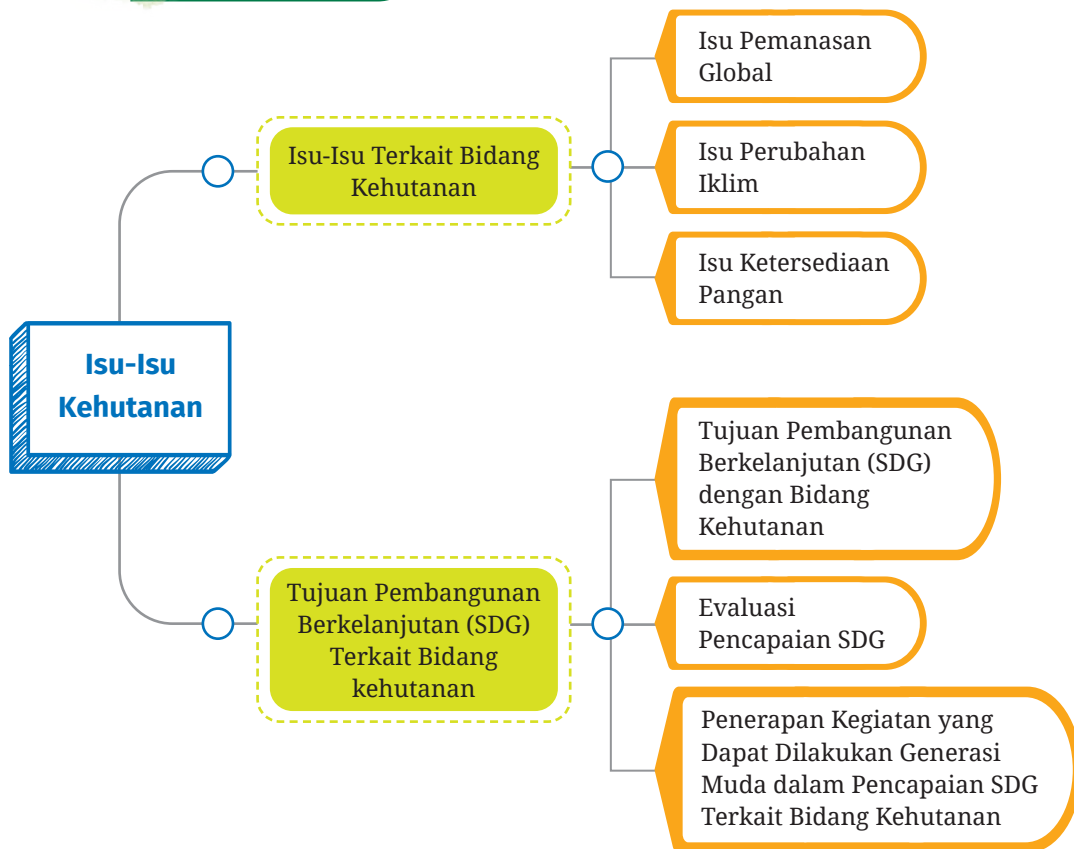 Isu-Isu
Kehutanan
Isu-Isu Terkait Bidang
Kehutanan
Isu Pemanasan
Global
Isu Perubahan
Iklim
Isu Ketersediaan
Pangan
Tujuan Pembangunan
Berkelanjutan (SDG)
Terkait Bidang
kehutanan
Tujuan Pembangunan
Berkelanjutan (SDG)
dengan Bidang
Kehutanan
Evaluasi
Pencapaian SDG
Penerapan Kegiatan yang
Dapat Dilakukan Generasi
Muda dalam Pencapaian SDG
Terkait Bidang Kehutanan